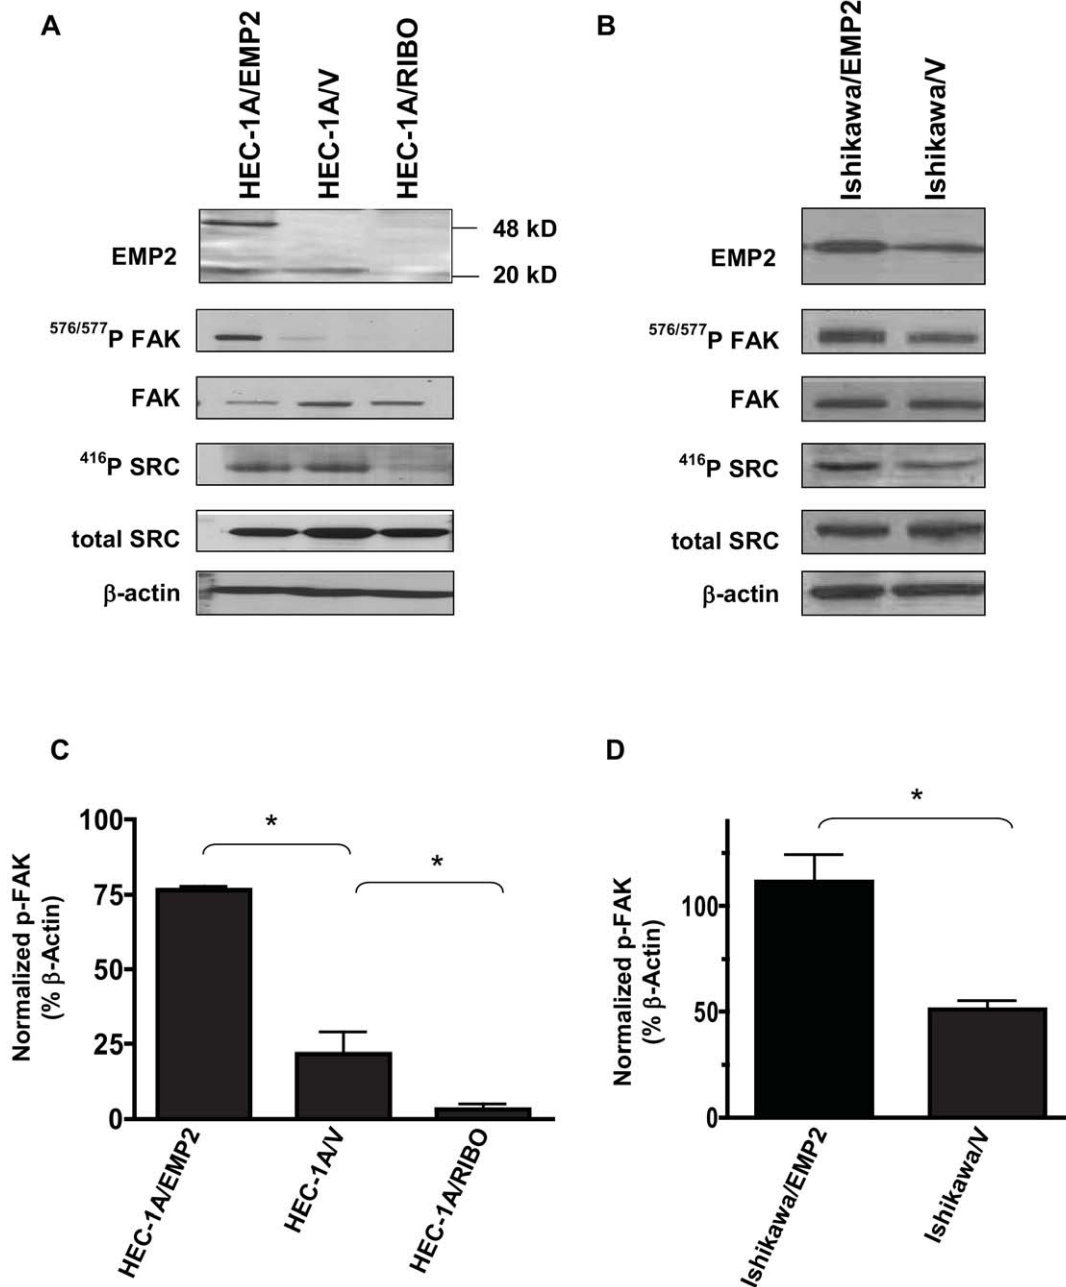 A
HEC-1A/EMP2
HEC-1A/V
HEC-1A/RIBO
48 kD
EMP2
20 kD
576/577P FAK
FAK
416P SRC
total SRC
β-actin
B
Ishikawa/EMP2
Ishikawa/V
EMP2
576/577P FAK
FAK
416P SRC
total SRC
β-actin
C
Normalized p-FAK
(% β-Actin)
100
75
50
25
0
*
*
HEC-1A/EMP2
HEC-1A/V
HEC-1A/RIBO
D
Normalized p-FAK
(% β-Actin)
100
50
0
*
Ishikawa/EMP2
Ishikawa/V